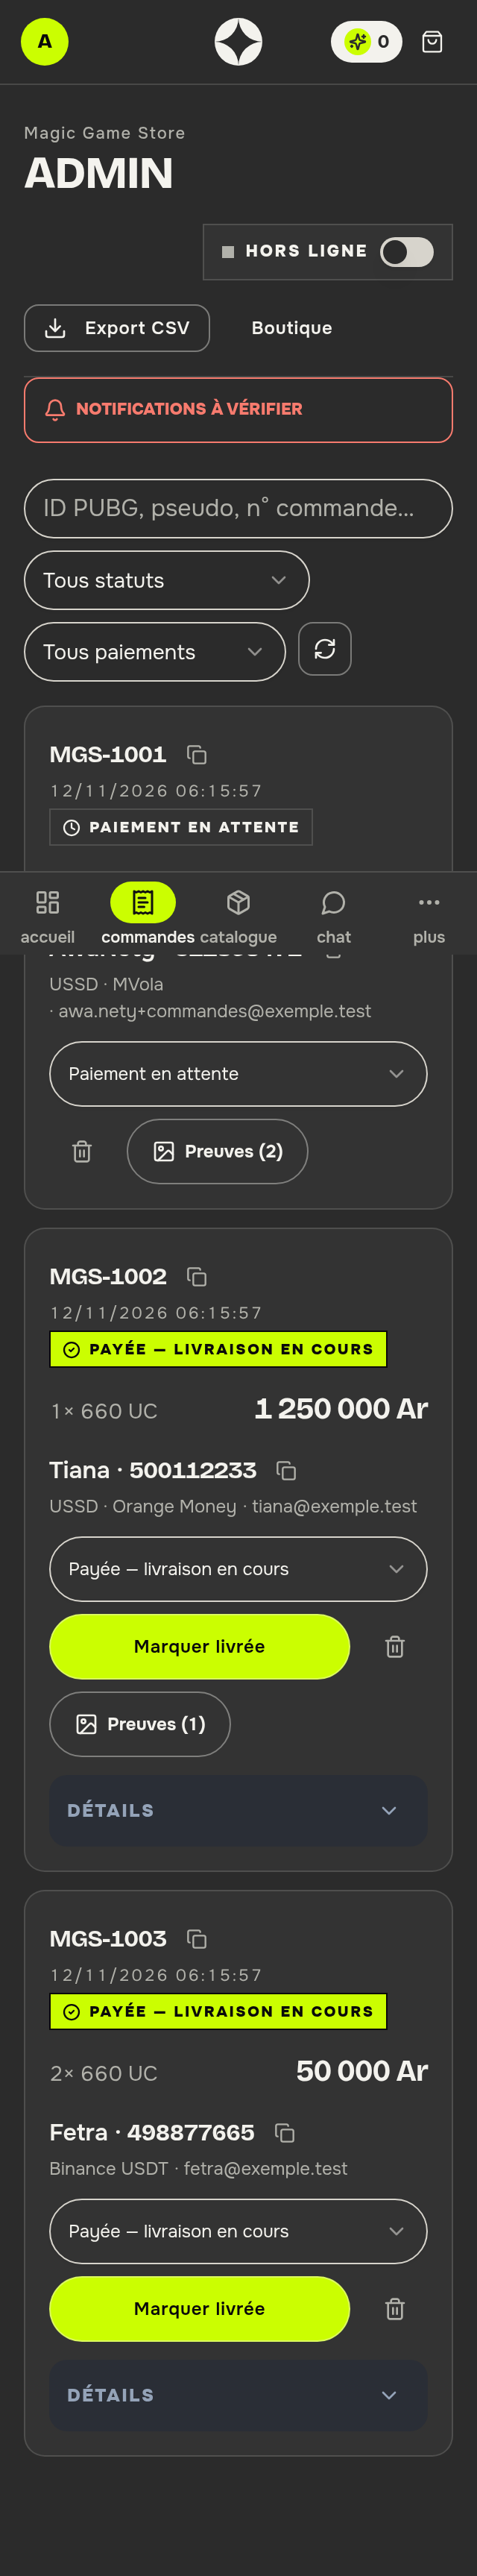 A
0
Magic Game Store
ADMIN
HORS LIGNE
Export CSV
Boutique
NOTIFICATIONS À VÉRIFIER
ID PUBG, pseudo, n° commande...
Tous statuts
Tous paiements
MGS-1001
12/11/2026 06:15:57
PAIEMENT EN ATTENTE
accueil
commandes
catalogue
chat
plus
USSD · MVola
· awa.nety+commandes@exemple.test
Paiement en attente
Preuves (2)
MGS-1002
12/11/2026 06:15:57
PAYÉE — LIVRAISON EN COURS
1× 660 UC
1 250 000 Ar
Tiana · 500112233
USSD · Orange Money · tiana@exemple.test
Payée — livraison en cours
Marquer livrée
Preuves (1)
DÉTAILS
MGS-1003
12/11/2026 06:15:57
PAYÉE — LIVRAISON EN COURS
2× 660 UC
50 000 Ar
Fetra · 498877665
Binance USDT · fetra@exemple.test
Payée — livraison en cours
Marquer livrée
DÉTAILS